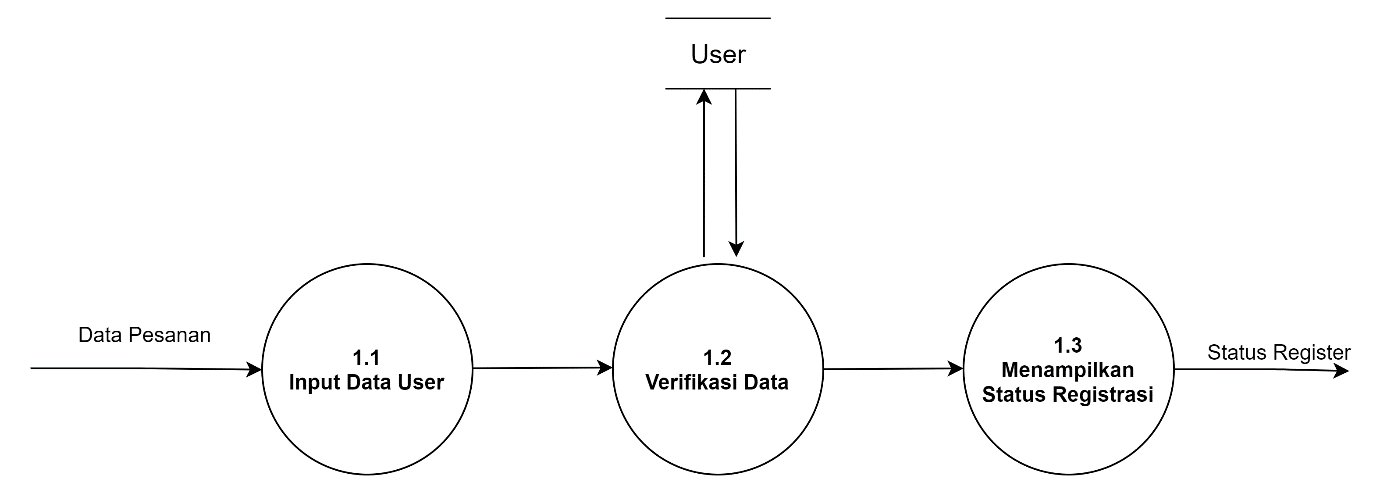 User
Data Pesanan
1.1
Input Data User
1.2
Verifikasi Data
1.3
Menampilkan
Status Registrasi
Status Register